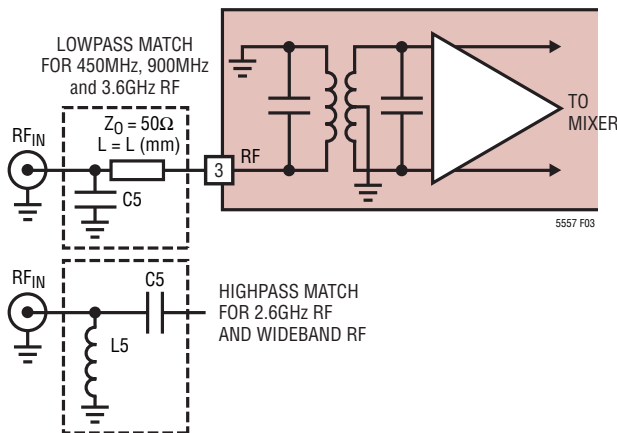 LOWPASS MATCH
FOR 450MHz, 900MHz
and 3.6GHz RF
Z0 = 50Ω
L = L (mm)
RFIN
C5
3
RF
TO
MIXER
5557 F03
RFIN
C5
L5
HIGHPASS MATCH
FOR 2.6GHz RF
AND WIDEBAND RF